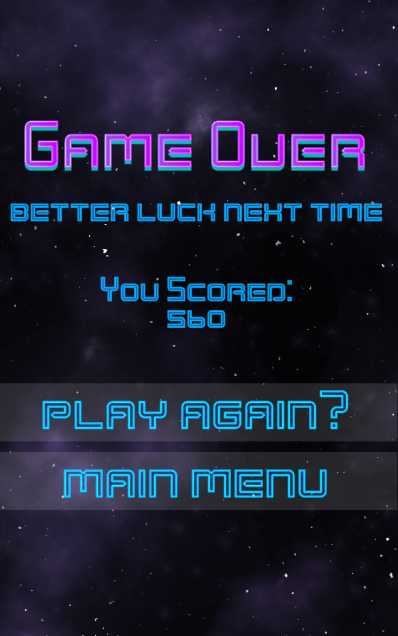 Game Over
BETTER LUCK NEXT TIME
You Scored:
560
PLAY AGAIN?
MAIN MENU